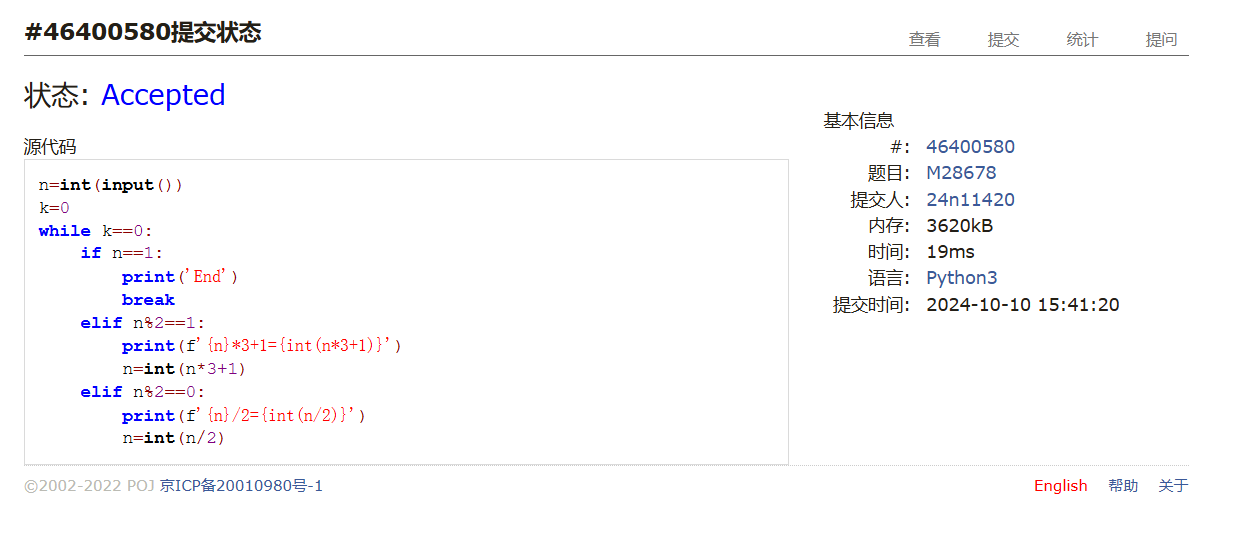 #46400580提交状态
查看 提交 统计 提问
状态: Accepted
源代码
n=int(input())
k=0
while k==0:
    if n==1:
        print('End')
        break
    elif n%2==1:
        print(f'{n}*3+1={int(n*3+1)}')
        n=int(n*3+1)
    elif n%2==0:
        print(f'{n}/2={int(n/2)}')
        n=int(n/2)
基本信息
#: 46400580
题目: M28678
提交人: 24n11420
内存: 3620kB
时间: 19ms
语言: Python3
提交时间: 2024-10-10 15:41:20
©2002-2022 POJ 京ICP备20010980号-1
English 帮助 关于